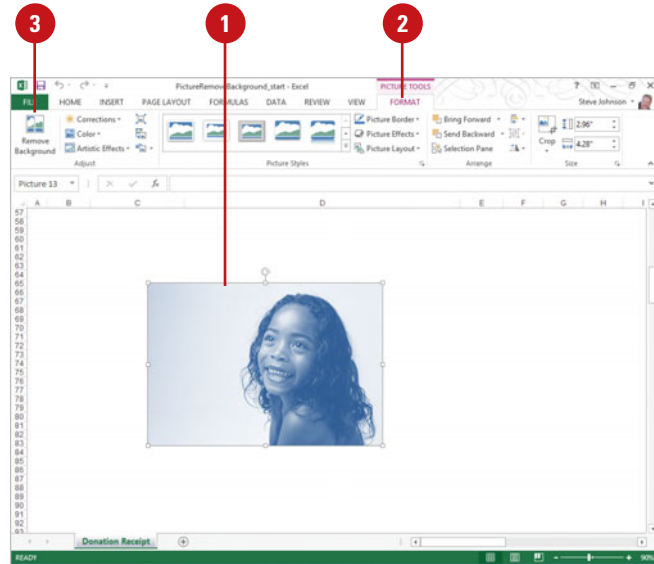 3 1 2
PictureRemoveBackground_start - Excel PICTURE TOOLS ?
HOME INSERT PAGE LAYOUT FORMULAS DATA REVIEW VIEW FORMAT Steve Johnson
Remove Background
Corrections
Color
Artistic Effects
Picture Border
Picture Effects
Picture Layout
Bring Forward
Send Backward
Selection Pane
Crop
2.96"
4.28"
Adjust Picture Styles Arrange Size
Picture 13 fx
A B C D E F G H I
57
58
59
60
61
62
63
64
65
66
67
68
69
70
71
72
73
74
75
76
77
78
79
80
81
82
83
84
85
86
87
88
89
90
91
92
Donation Receipt
READY 90%